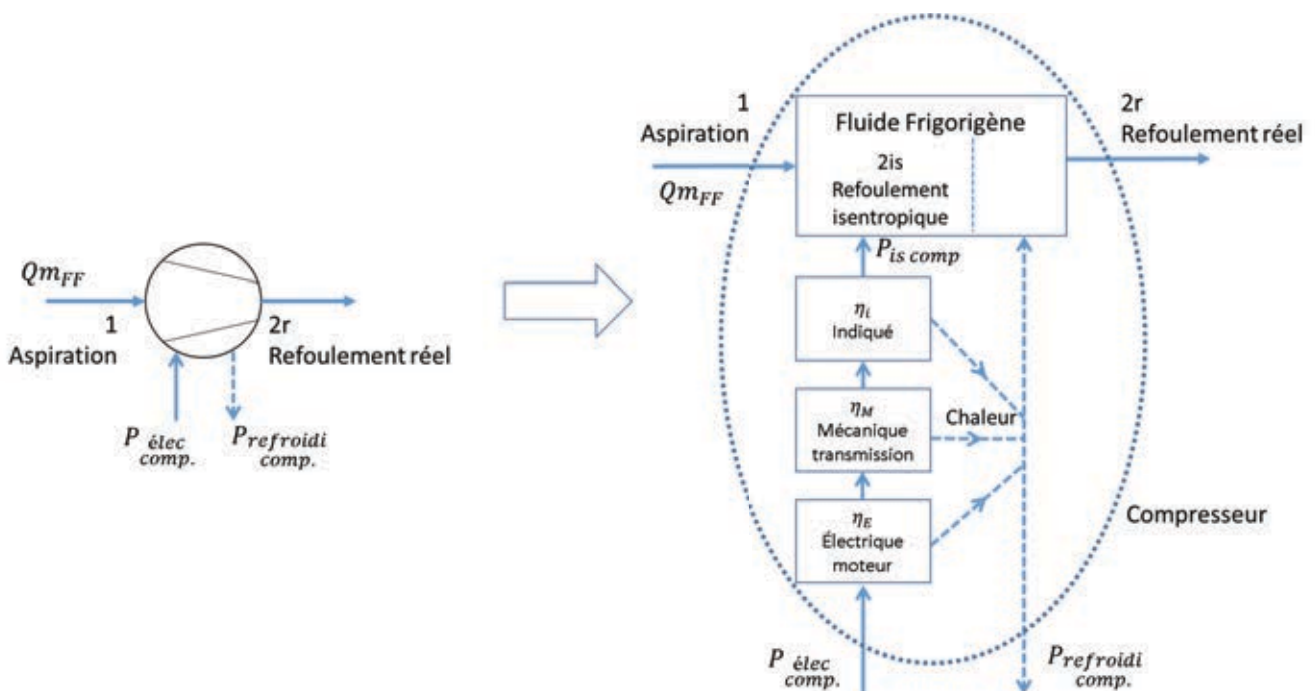 Qm_FF
1
Aspiration
2r
Refoulement réel
P élec comp.
P refroidi comp.
1
Aspiration
Qm_FF
Fluide Frigorigène
2is
Refoulement
isentropique
2r
Refoulement réel
P_is comp
η_i
Indiqué
η_M
Mécanique
transmission
Chaleur
η_E
Électrique
moteur
Compresseur
P élec comp.
P refroidi comp.